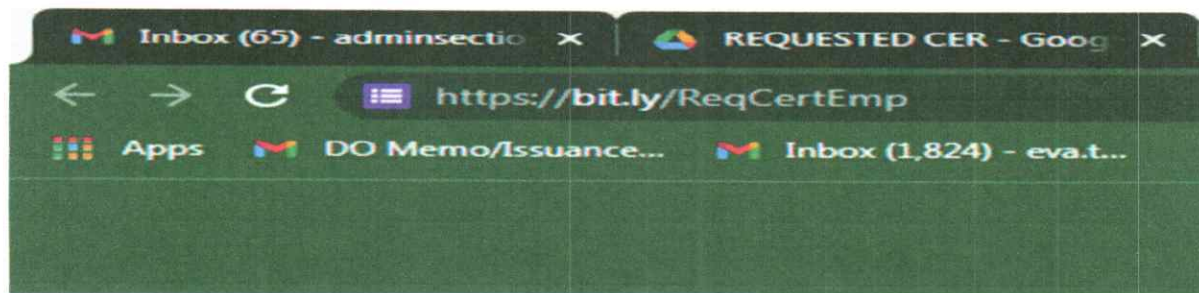 Inbox (65) - adminsectio
REQUESTED CER - Goog
https://bit.ly/ReqCertEmp
Apps
DO Memo/Issuance...
Inbox (1,824) - eva.t...